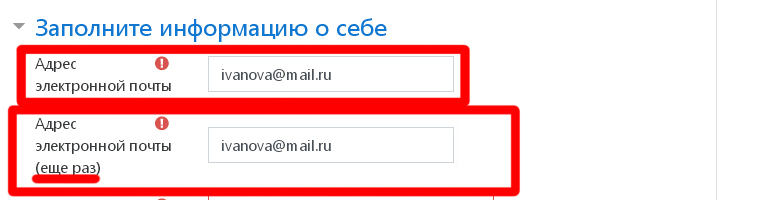 Заполните информацию о себе
Адрес
электронной почты
ivanova@mail.ru
Адрес
электронной почты
(еще раз)
ivanova@mail.ru